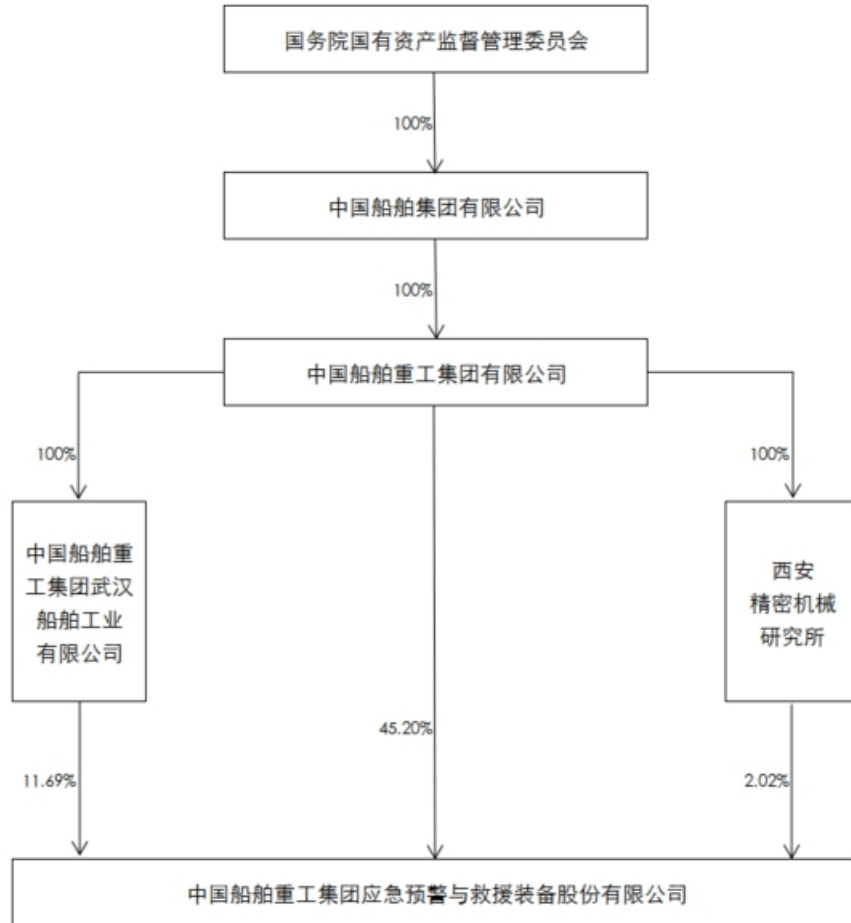 国务院国有资产监督管理委员会
100%
中国船舶集团有限公司
100%
中国船舶重工集团有限公司
100%
100%
中国船舶重
工集团武汉
船舶工业
有限公司
西安
精密机械
研究所
45.20%
11.69%
2.02%
中国船舶重工集团应急预警与救援装备股份有限公司